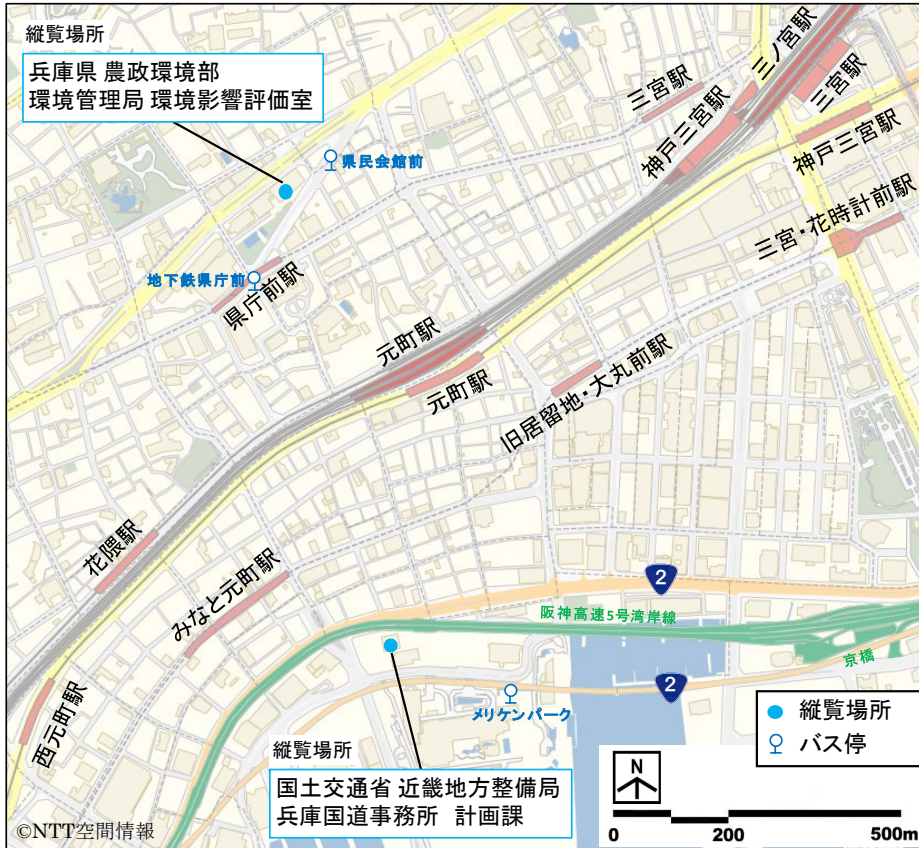 縦覧場所
兵庫県 農政環境部
環境管理局 環境影響評価室
三ノ宮駅
三宮駅
三宮駅
神戸三宮駅
神戸三宮駅
県民会館前
三宮・花時計前駅
地下鉄県庁前
県庁前駅
元町駅
元町駅
旧居留地・大丸前駅
花隈駅
みなと元町駅
2
阪神高速5号湾岸線
京橋
2
西元町駅
メリケンパーク
縦覧場所
国土交通省 近畿地方整備局
兵庫国道事務所 計画課
縦覧場所
バス停
N
0 200 500m
©NTT空間情報